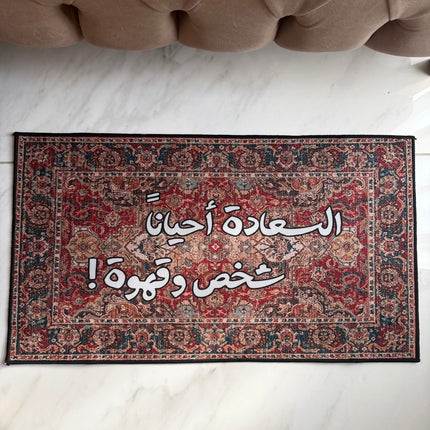 السعادة أحياناً
شخص وقهوة !